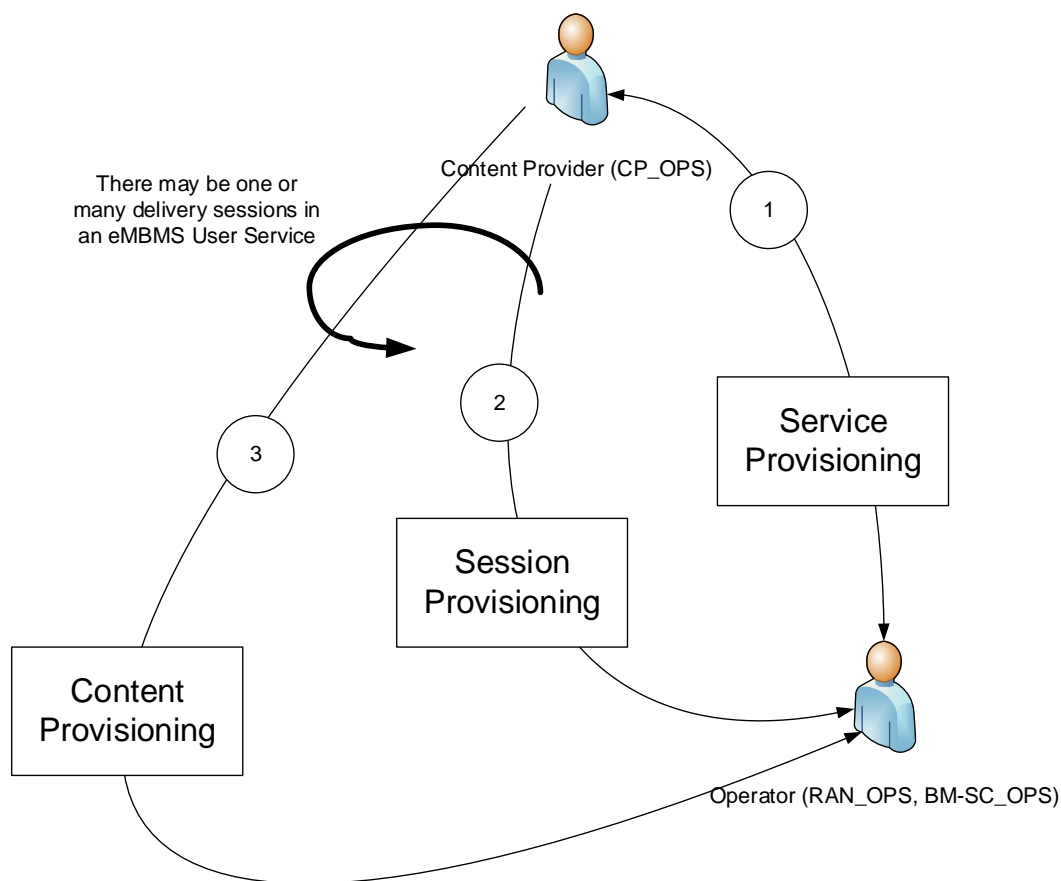 Content Provider (CP_OPS)
There may be one or
many delivery sessions in
an eMBMS User Service
1
2
3
Service
Provisioning
Session
Provisioning
Content
Provisioning
Operator (RAN_OPS, BM-SC_OPS)